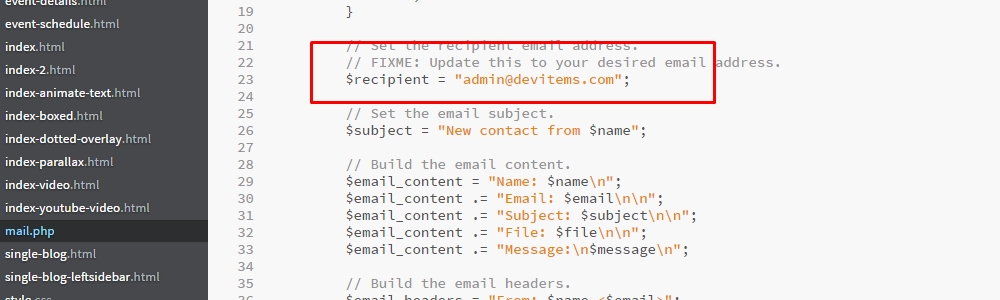 event-details.html
event-schedule.html
index.html
index-2.html
index-animate-text.html
index-boxed.html
index-dotted-overlay.html
index-parallax.html
index-video.html
index-youtube-video.html
mail.php
single-blog.html
single-blog-leftsidebar.html
style.css
19 }
20
21 // Set the recipient email address.
22 // FIXME: Update this to your desired email address.
23 $recipient = "admin@devitems.com";
24
25 // Set the email subject.
26 $subject = "New contact from $name";
27
28 // Build the email content.
29 $email_content = "Name: $name\n";
30 $email_content .= "Email: $email\n\n";
31 $email_content .= "Subject: $subject\n\n";
32 $email_content .= "File: $file\n\n";
33 $email_content .= "Message:\n$message\n";
34
35 // Build the email headers.
36 $email_headers = "From: $name <$email>";